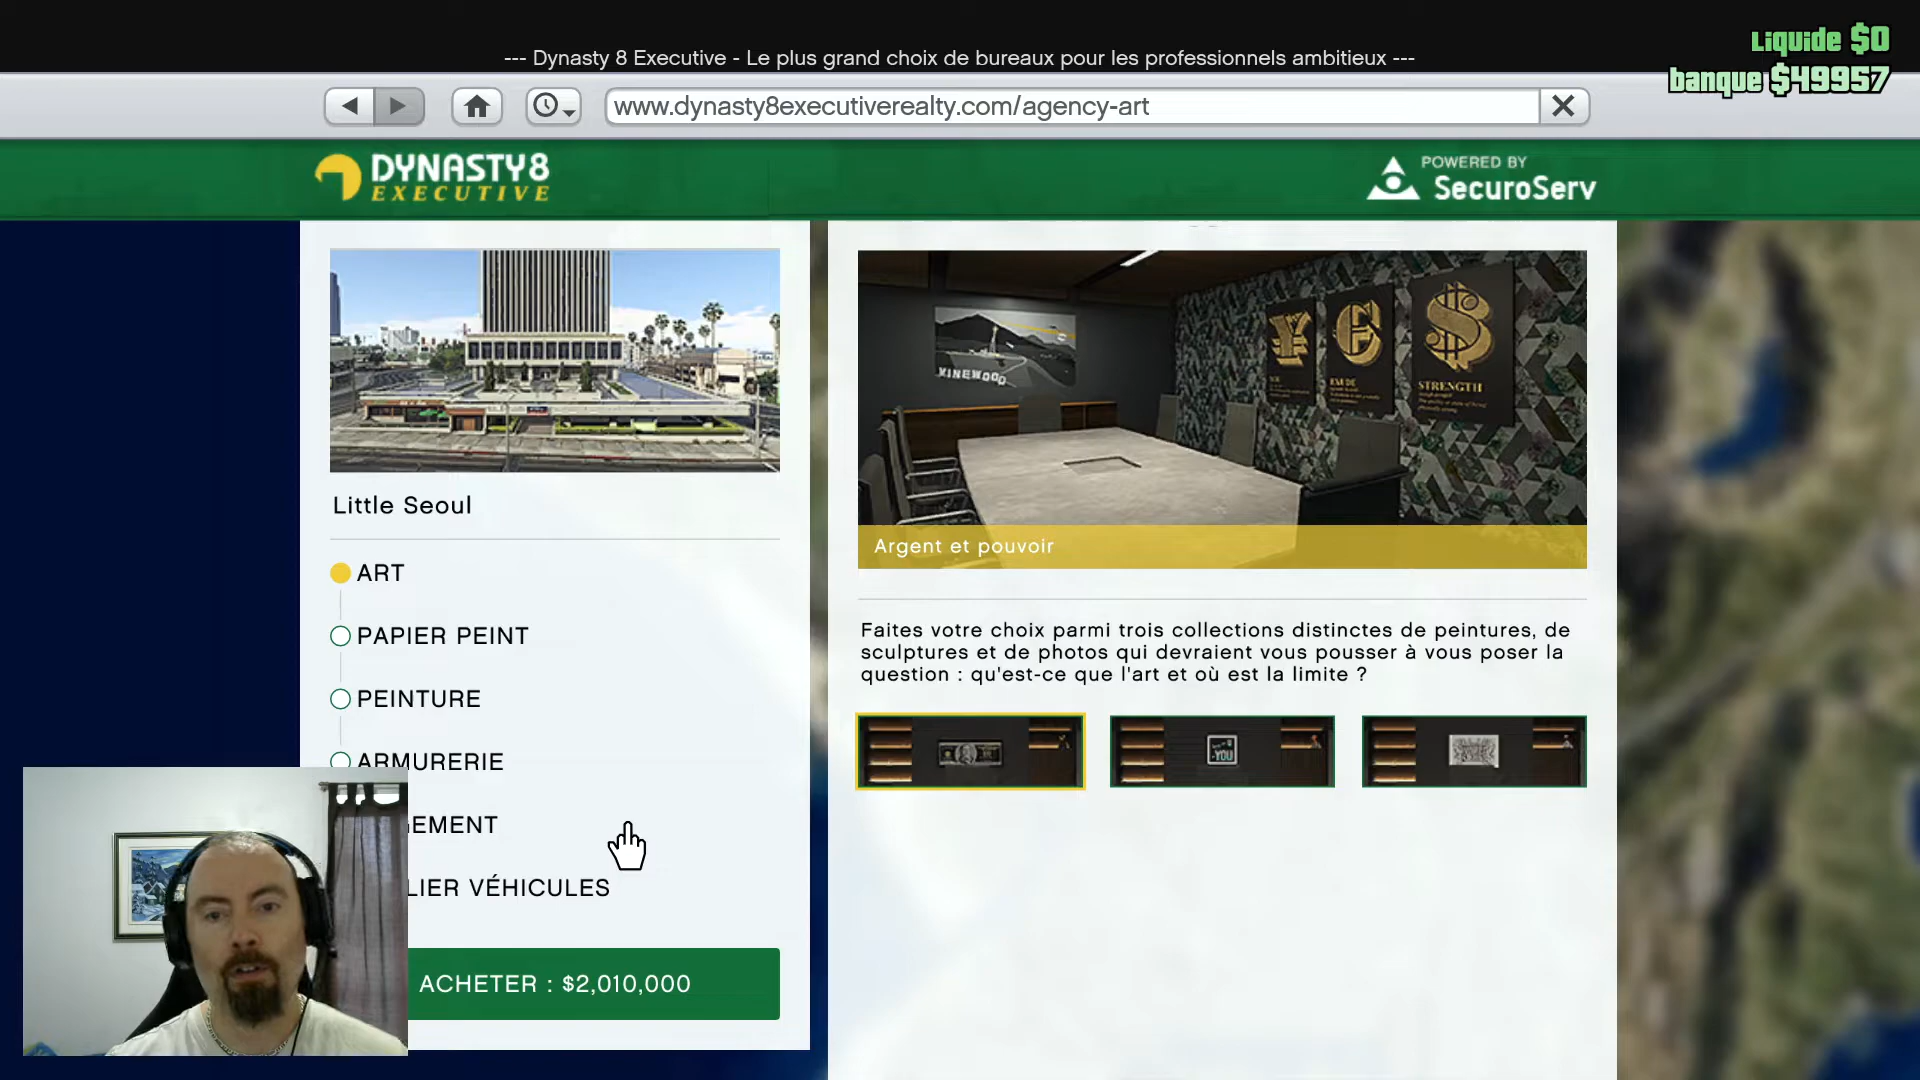 --- Dynasty 8 Executive - Le plus grand choix de bureaux pour les professionnels ambitieux ---
Liquide $0
banque $49957
www.dynasty8executiverealty.com/agency-art
DYNASTY8
EXECUTIVE
POWERED BY
SecuroServ
Little Seoul
ART
PAPIER PEINT
PEINTURE
ARMURERIE
GEMENT
LIER VÉHICULES
ACHETER : $2,010,000
VINEWOOD
STRENGTH
Argent et pouvoir
Faites votre choix parmi trois collections distinctes de peintures, de
sculptures et de photos qui devraient vous pousser à vous poser la
question : qu'est-ce que l'art et où est la limite ?
YOU